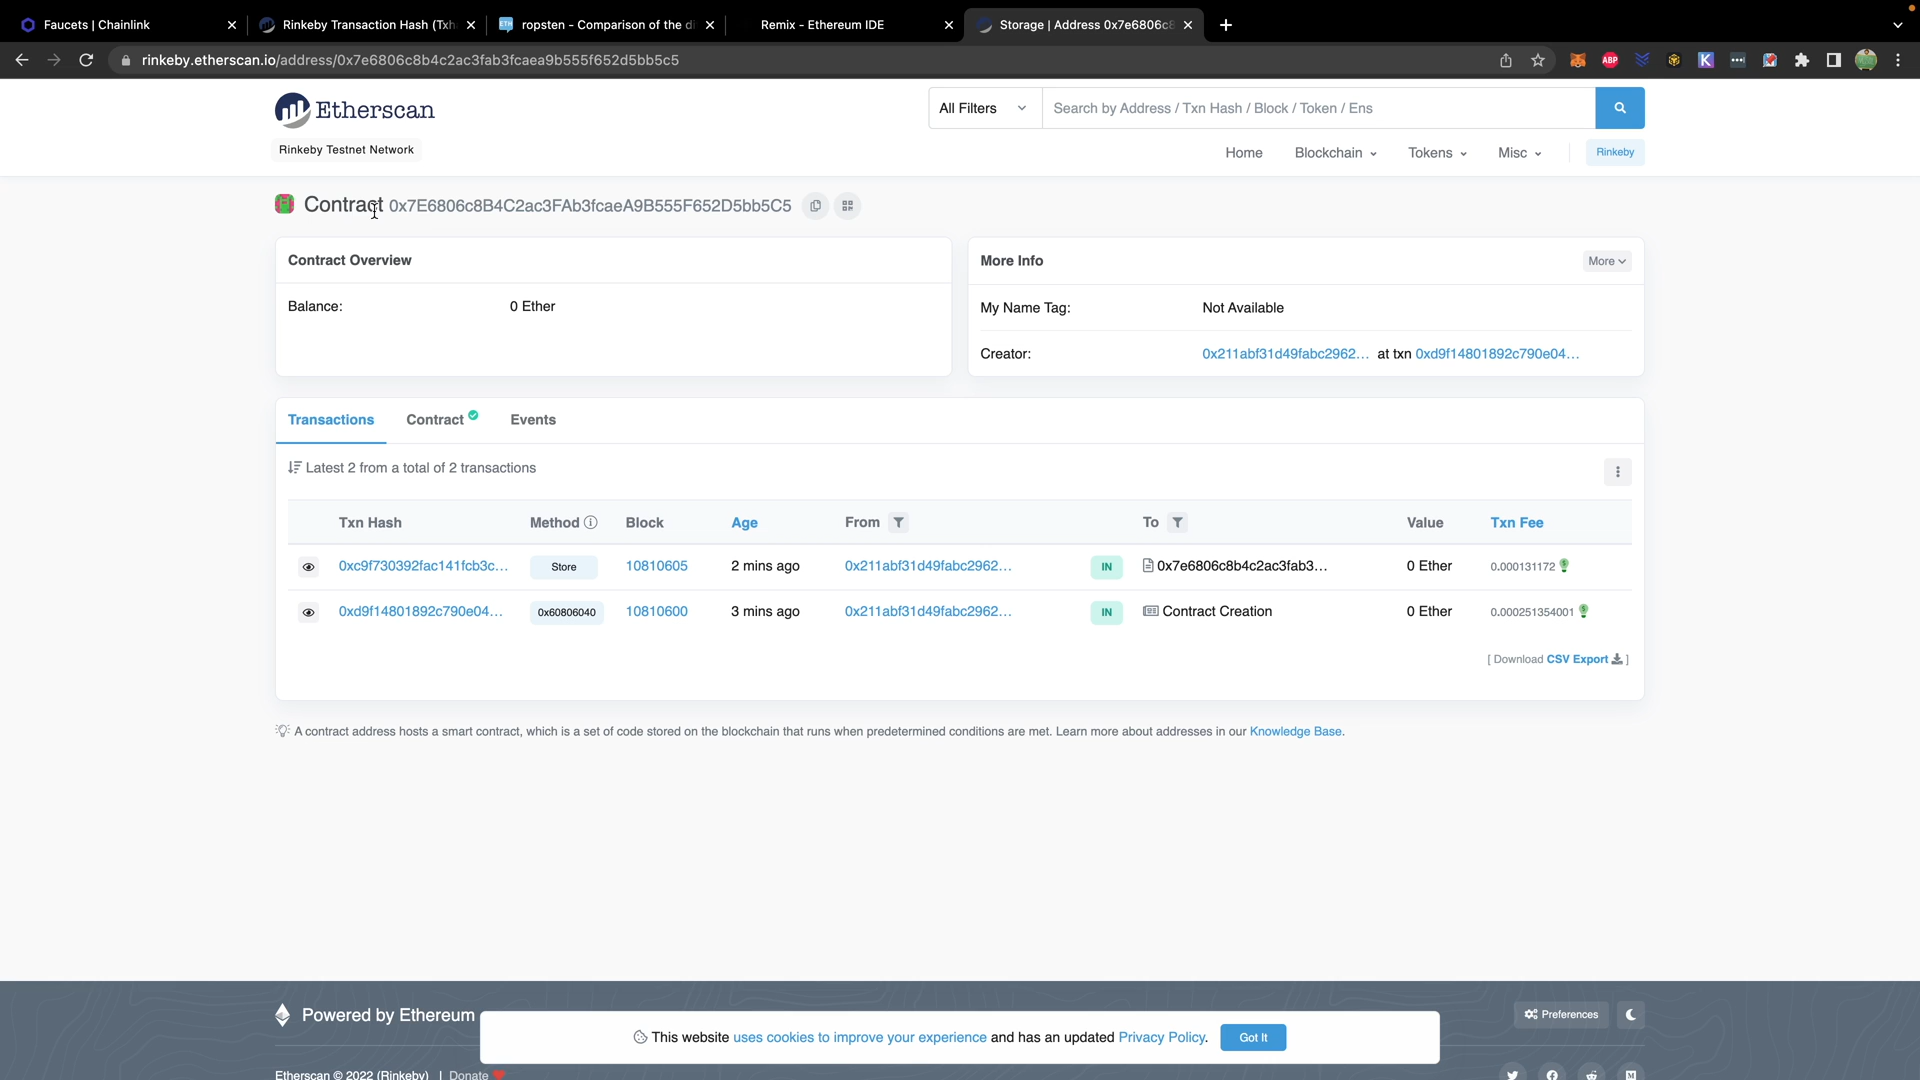 Faucets | Chainlink
Rinkeby Transaction Hash (Txh
ropsten - Comparison of the di
Remix - Ethereum IDE
Storage | Address 0x7e6806c8
rinkeby.etherscan.io/address/0x7e6806c8b4c2ac3fab3fcaea9b555f652d5bb5c5
ABP
K
Etherscan
All Filters
Search by Address / Txn Hash / Block / Token / Ens
Rinkeby Testnet Network
Home
Blockchain
Tokens
Misc
Rinkeby
Contract 0x7E6806c8B4C2ac3FAb3fcaeA9B555F652D5bb5C5
Contract Overview
Balance: 0 Ether
More Info
More
My Name Tag: Not Available
Creator: 0x211abf31d49fabc2962... at txn 0xd9f14801892c790e04...
Transactions
Contract
Events
Latest 2 from a total of 2 transactions
Txn Hash Method Block Age From To Value Txn Fee
0xc9f730392fac141fcb3c... Store 10810605 2 mins ago 0x211abf31d49fabc2962... IN 0x7e6806c8b4c2ac3fab3... 0 Ether 0.000131172
0xd9f14801892c790e04... 0x60806040 10810600 3 mins ago 0x211abf31d49fabc2962... IN Contract Creation 0 Ether 0.000251354001
[ Download CSV Export ]
A contract address hosts a smart contract, which is a set of code stored on the blockchain that runs when predetermined conditions are met. Learn more about addresses in our Knowledge Base.
Powered by Ethereum
Preferences
This website uses cookies to improve your experience and has an updated Privacy Policy.
Got It
Etherscan © 2022 (Rinkeby) | Donate